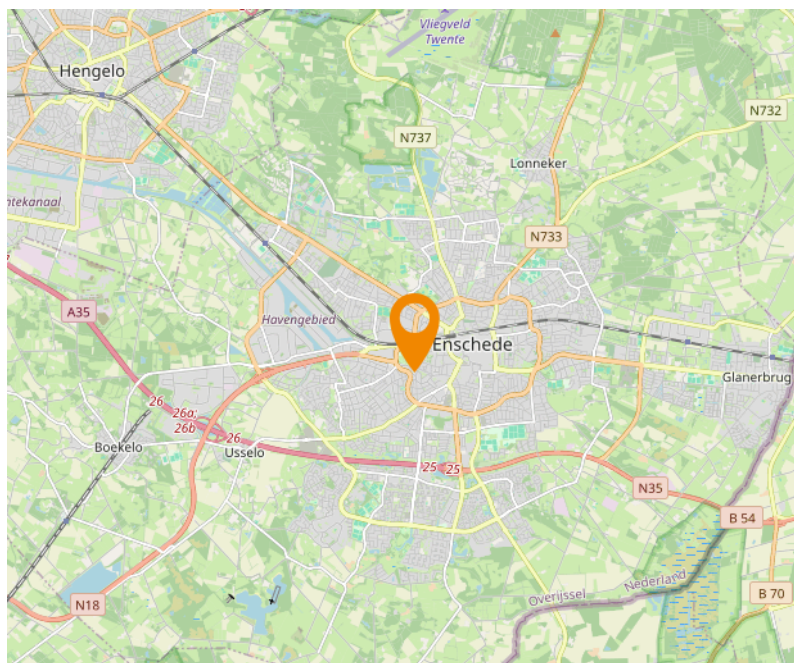 Vliegveld
Twente
Hengelo
N732
N737
Lonneker
ntekanaal
N733
A35
Havengebied
Enschede
Glanerbrug
26
26a;
26b
26
Boekelo
Usselo
25
25
N35
B 54
Nederland
Overijssel
B 70
N18